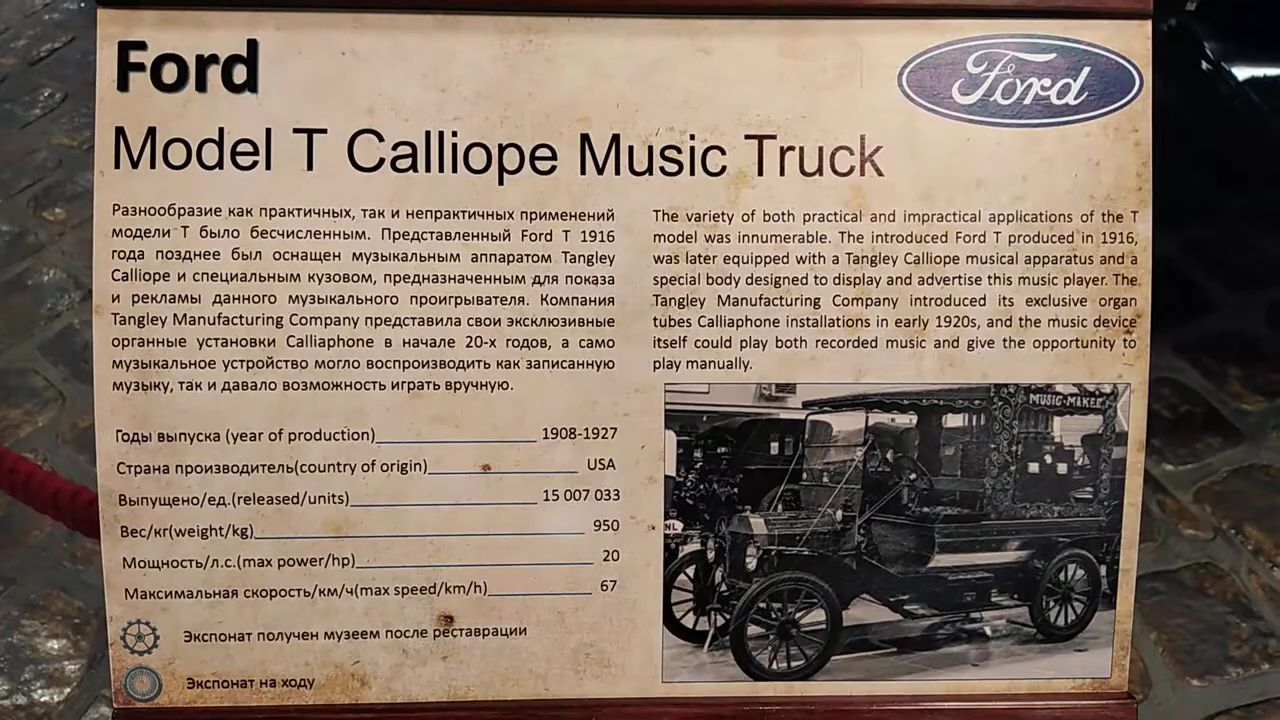 Ford
Ford
Model T Calliope Music Truck
Разнообразие как практичных, так и непрактичных применений
модели Т было бесчисленным. Представленный Ford T 1916
года позднее был оснащен музыкальным аппаратом Tangley
Calliope и специальным кузовом, предназначенным для показа
и рекламы данного музыкального проигрывателя. Компания
Tangley Manufacturing Company представила свои эксклюзивные
органные установки Calliaphone в начале 20-х годов, а само
музыкальное устройство могло воспроизводить как записанную
музыку, так и давало возможность играть вручную.
The variety of both practical and impractical applications of the T
model was innumerable. The introduced Ford T produced in 1916,
was later equipped with a Tangley Calliope musical apparatus and a
special body designed to display and advertise this music player. The
Tangley Manufacturing Company introduced its exclusive organ
tubes Calliaphone installations in early 1920s, and the music device
itself could play both recorded music and give the opportunity to
play manually.
Годы выпуска (year of production) 1908-1927
Страна производитель(country of origin) USA
Выпущено/ед.(released/units) 15 007 033
Вес/кг(weight/kg) 950
Мощность/л.с.(max power/hp) 20
Максимальная скорость/км/ч(max speed/km/h) 67
Экспонат получен музеем после реставрации
Экспонат на ходу
MUSIC-MAKER
NL